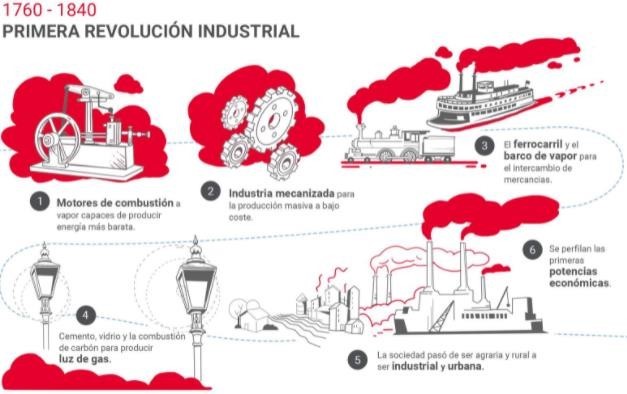 1760 - 1840
PRIMERA REVOLUCIÓN INDUSTRIAL
1
Motores de combustión a
vapor capaces de producir
energía más barata.
2
Industria mecanizada para
la producción masiva a bajo
coste.
3
El ferrocarril y el
barco de vapor para
el intercambio de
mercancias.
4
Cemento, vidrio y la combustión
de carbón para producir
luz de gas.
5
La sociedad pasó de ser agraria y rural a
ser industrial y urbana.
6
Se perfilan las
primeras
potencias
económicas.